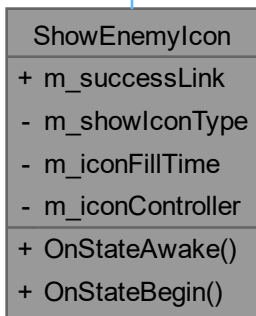 ShowEnemyIcon
+ m_successLink
- m_showIconType
- m_iconFillTime
- m_iconController
+ OnStateAwake()
+ OnStateBegin()